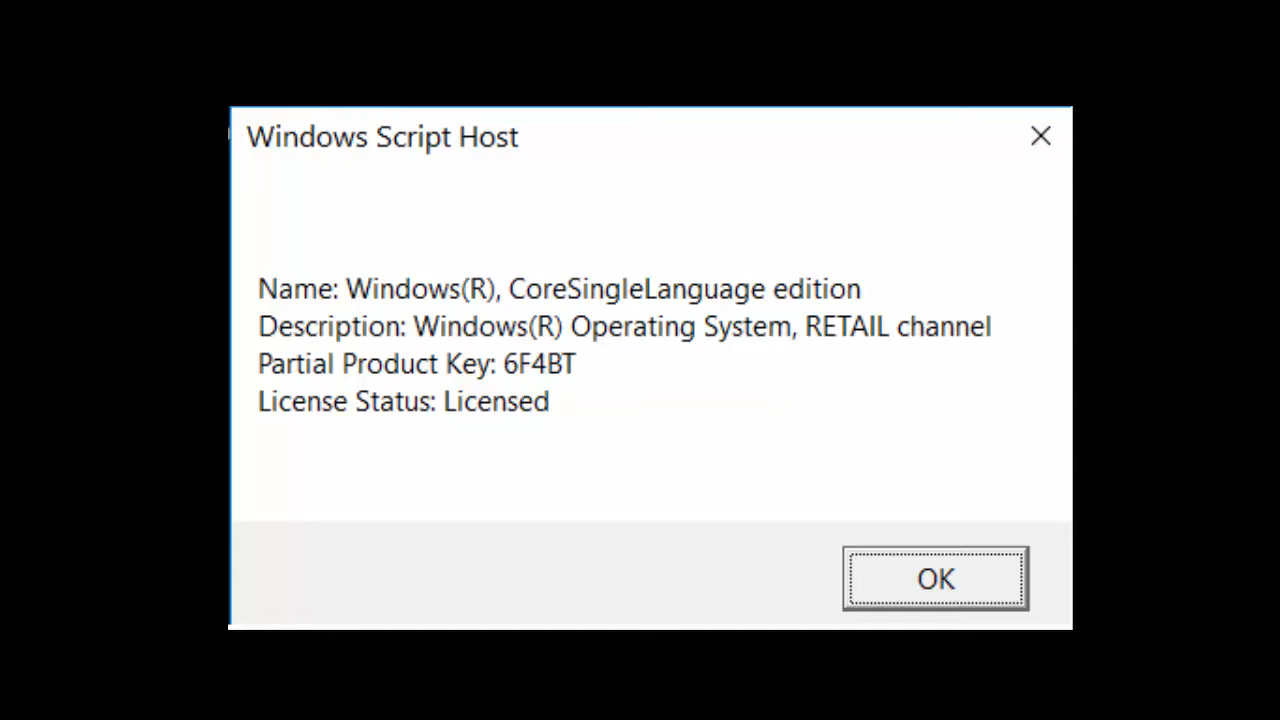 Windows Script Host
Name: Windows(R), CoreSingleLanguage edition
Description: Windows(R) Operating System, RETAIL channel
Partial Product Key: 6F4BT
License Status: Licensed
OK